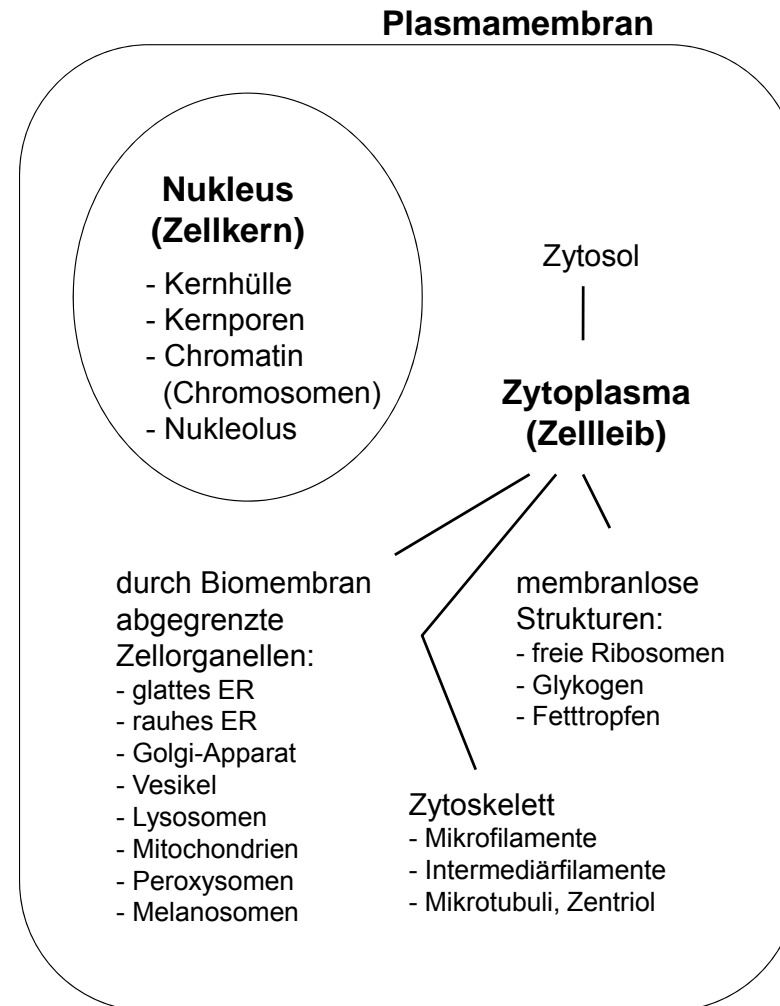 Plasmamembran
Nukleus
(Zellkern)
- Kernhülle
- Kernporen
- Chromatin
(Chromosomen)
- Nukleolus
Zytosol
Zytoplasma
(Zellleib)
durch Biomembran
abgegrenzte
Zellorganellen:
- glattes ER
- rauhes ER
- Golgi-Apparat
- Vesikel
- Lysosomen
- Mitochondrien
- Peroxysomen
- Melanosomen
membranlose
Strukturen:
- freie Ribosomen
- Glykogen
- Fetttropfen
Zytoskelett
- Mikrofilamente
- Intermediärfilamente
- Mikrotubuli, Zentriol